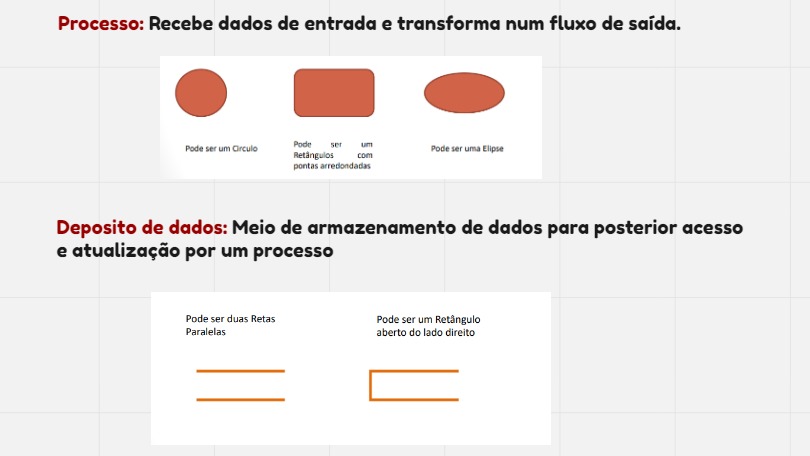 Processo: Recebe dados de entrada e transforma num fluxo de saída.
Pode ser um Circulo
Pode ser um
Retângulos com
pontas arredondadas
Pode ser uma Elipse
Deposito de dados: Meio de armazenamento de dados para posterior acesso
e atualização por um processo
Pode ser duas Retas
Paralelas
Pode ser um Retângulo
aberto do lado direito